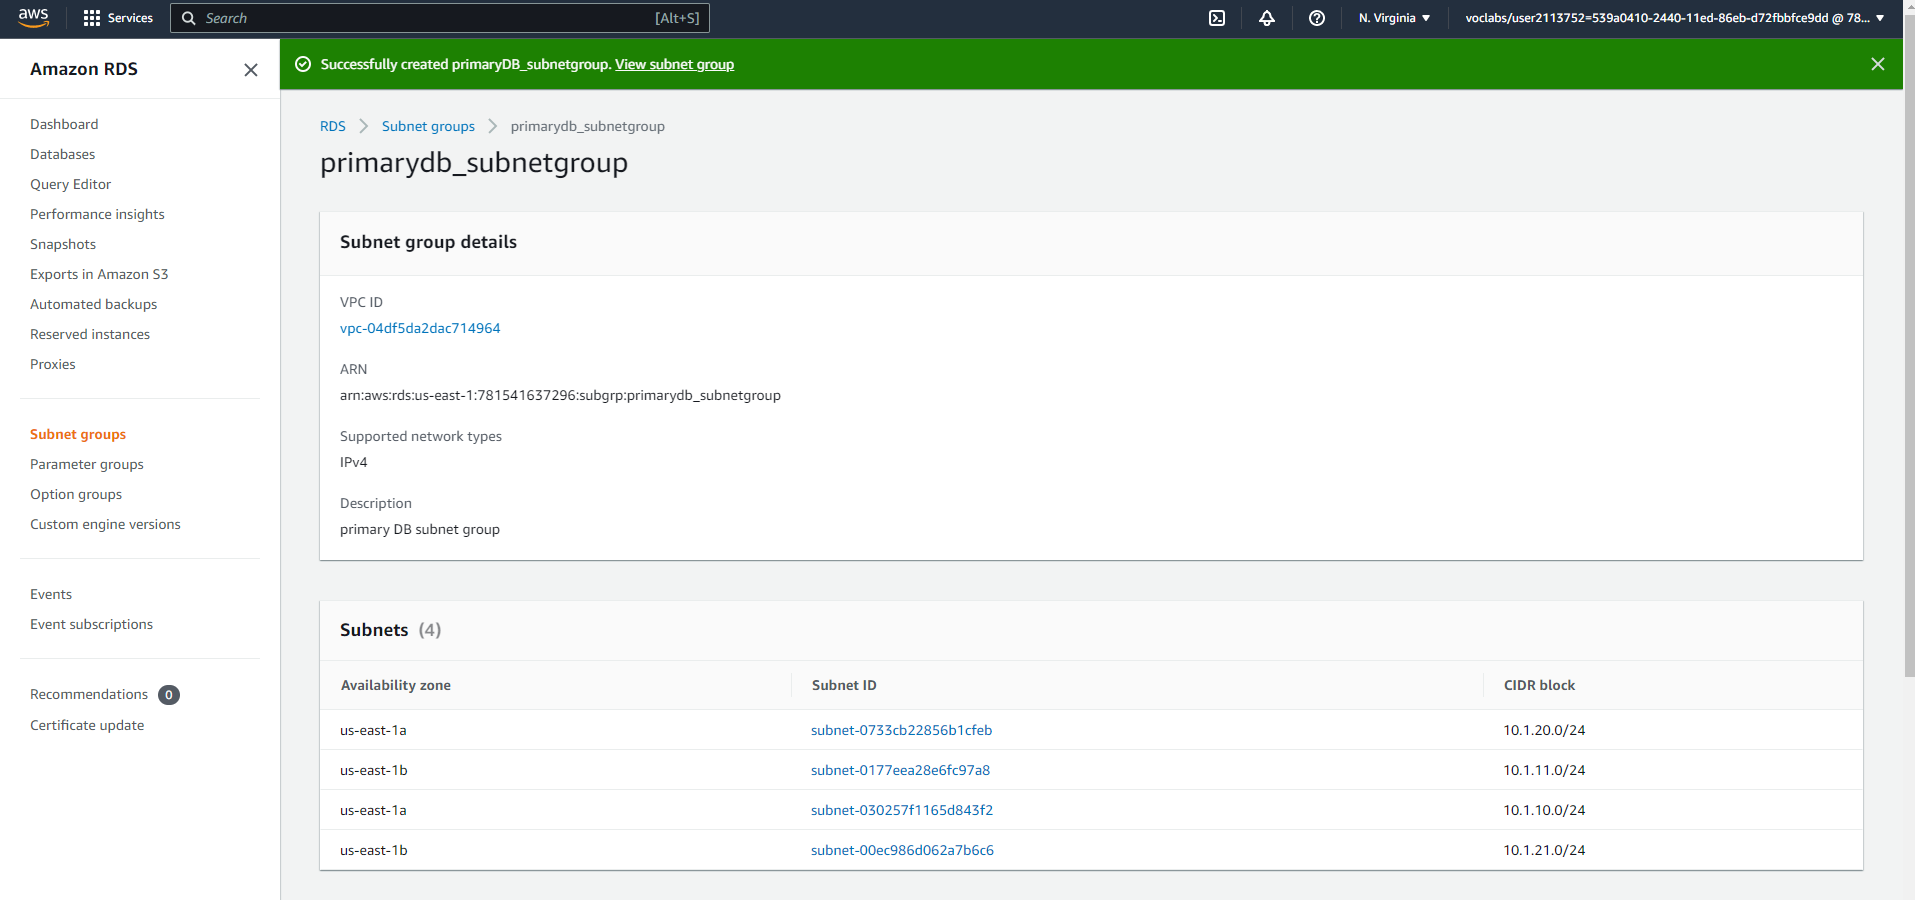 aws
Services
Search
[Alt+S]
N. Virginia
voclabs/user2113752=539a0410-2440-11ed-86eb-d72fbbfce9dd @ 78...
Amazon RDS
Successfully created primaryDB_subnetgroup. View subnet group
Dashboard
Databases
Query Editor
Performance insights
Snapshots
Exports in Amazon S3
Automated backups
Reserved instances
Proxies
Subnet groups
Parameter groups
Option groups
Custom engine versions
Events
Event subscriptions
Recommendations 0
Certificate update
RDS > Subnet groups > primarydb_subnetgroup
primarydb_subnetgroup
Subnet group details
VPC ID
vpc-04df5da2dac714964
ARN
arn:aws:rds:us-east-1:781541637296:subgrp:primarydb_subnetgroup
Supported network types
IPv4
Description
primary DB subnet group
Subnets (4)
Availability zone Subnet ID CIDR block
us-east-1a subnet-0733cb22856b1cfeb 10.1.20.0/24
us-east-1b subnet-0177eea28e6fc97a8 10.1.11.0/24
us-east-1a subnet-030257f1165d843f2 10.1.10.0/24
us-east-1b subnet-00ec986d062a7b6c6 10.1.21.0/24